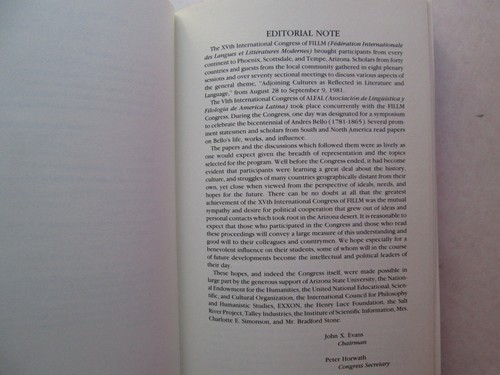 EDITORIAL NOTE
The XVth International Congress of FILLM (Fédération Internationale
des Langues et Littératures Modernes) brought participants from every
continent to Phoenix, Scottsdale, and Tempe, Arizona. Scholars from forty
countries and guests from the local community gathered in eight plenary
sessions and over seventy sectional meetings to discuss various aspects of
the general theme, "Adjoining Cultures as Reflected in Literature and
Language," from August 28 to September 9, 1981.
The VIth International Congress of ALFAL (Asociación de Lingüística y
Filología de America Latina) took place concurrently with the FILLM
Congress. During the Congress, one day was designated for a symposium
to celebrate the bicentennial of Andrés Bello (1781-1865). Several prom-
inent statesmen and scholars from South and North America read papers
on Bello's life, works, and influence.
The papers and the discussions which followed them were as lively as
one would expect given the breadth of representation and the topics
selected for the program. Well before the Congress ended, it had become
evident that participants were learning a great deal about the history,
culture, and struggles of many countries geographically distant from their
own, yet close when viewed from the perspective of ideals, needs, and
hopes for the future. There can be no doubt at all that the greatest
achievement of the XVth International Congress of FILLM was the mutual
sympathy and desire for political cooperation that grew out of ideas and
personal contacts which took root in the Arizona desert. It is reasonable to
expect that those who participated in the Congress and those who read
these proceedings will convey a large measure of this understanding and
good will to their colleagues and countrymen. We hope especially for a
benevolent influence on their students, some of whom will in the course
of future developments become the intellectual and political leaders of
their day.
These hopes, and indeed the Congress itself, were made possible in
large part by the generous support of Arizona State University, the Nation-
al Endowment for the Humanities, the United National Educational, Scien-
tific, and Cultural Organization, the International Council for Philosophy
and Humanistic Studies, EXXON, the Henry Luce Foundation, the Salt
River Project, Talley Industries, the Institute of Scientific Information, Mrs.
Charlotte E. Simonson, and Mr. Bradford Stone.
John X. Evans
Chairman
Peter Horwath
Congress Secretary